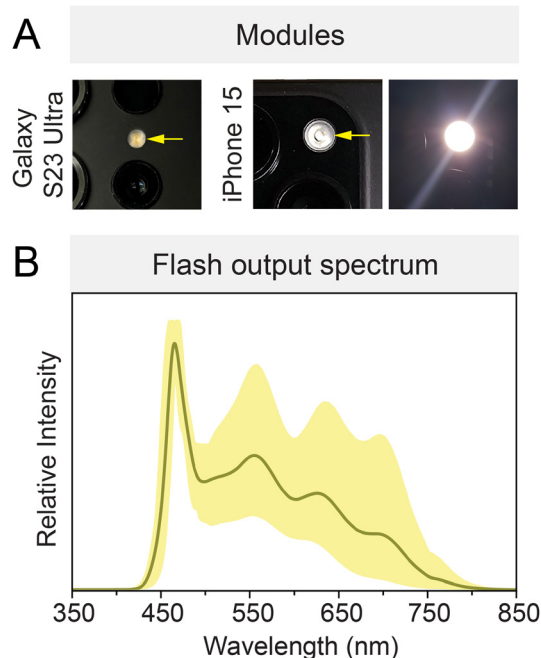 A
Modules
Galaxy
S23 Ultra
iPhone 15
B
Flash output spectrum
Relative Intensity
350
450
550
650
750
850
Wavelength (nm)